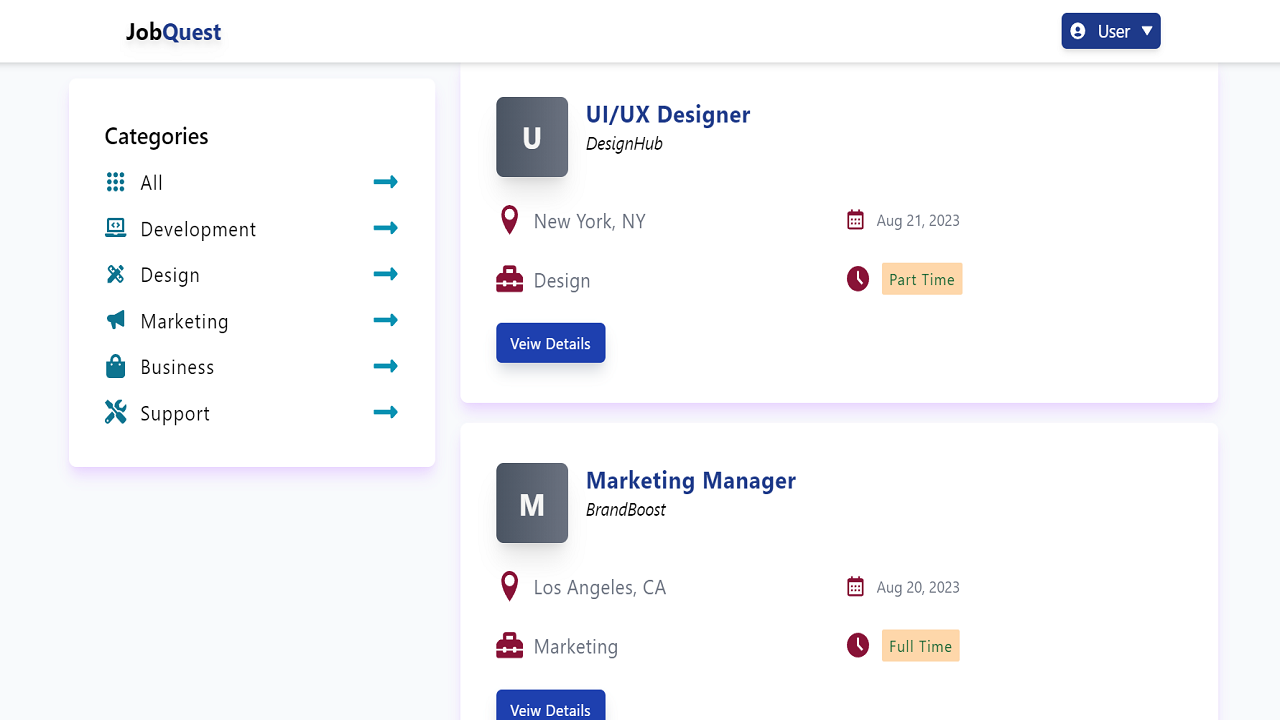 JobQuest
User
Categories
All
Development
Design
Marketing
Business
Support
U
UI/UX Designer
DesignHub
New York, NY
Aug 21, 2023
Design
Part Time
Veiw Details
M
Marketing Manager
BrandBoost
Los Angeles, CA
Aug 20, 2023
Marketing
Full Time
Veiw Details